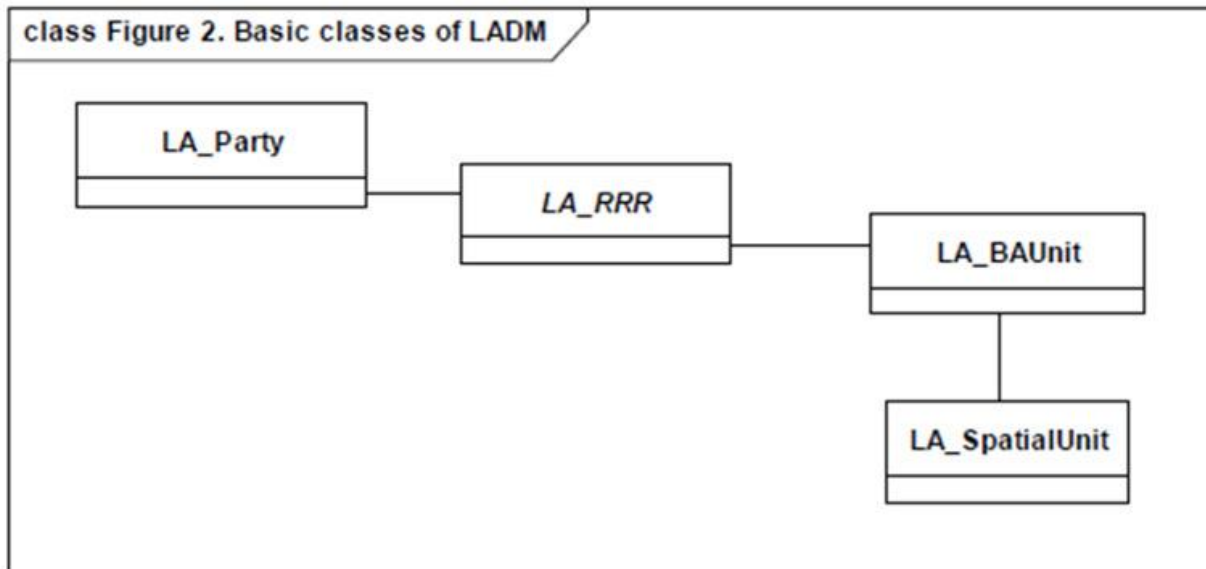 class Figure 2. Basic classes of LADM
LA_Party
LA_RRR
LA_BAUnit
LA_SpatialUnit